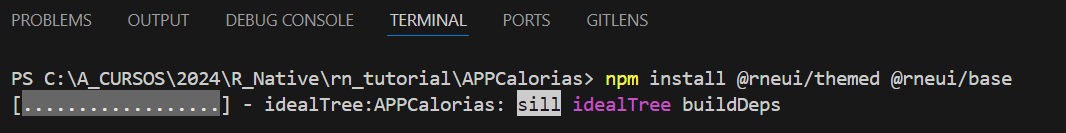 PROBLEMS OUTPUT DEBUG CONSOLE TERMINAL PORTS GITLENS
PS C:\A_CURSOS\2024\R_Native\rn_tutorial\APPCalorias> npm install @rneui/themed @rneui/base
[..................] - idealTree:APPCalorias: sill idealTree buildDeps